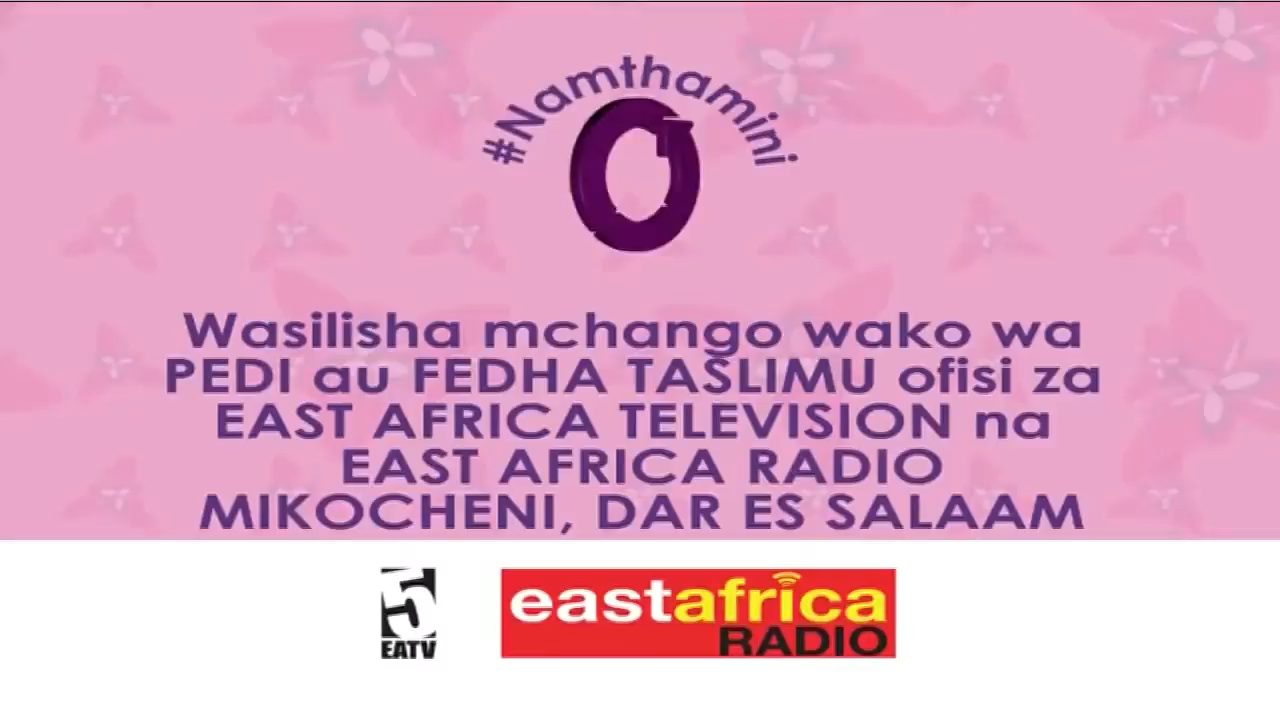 #Namthamini
Wasilisha mchango wako wa
PEDI au FEDHA TASLIMU ofisi za
EAST AFRICA TELEVISION na
EAST AFRICA RADIO
MIKOCHENI, DAR ES SALAAM
5
EATV
eastafrica
RADIO